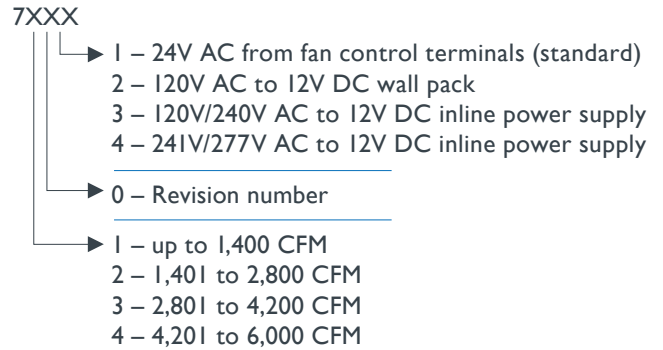 7XXX
1 – 24V AC from fan control terminals (standard)
2 – 120V AC to 12V DC wall pack
3 – 120V/240V AC to 12V DC inline power supply
4 – 241V/277V AC to 12V DC inline power supply
0 – Revision number
1 – up to 1,400 CFM
2 – 1,401 to 2,800 CFM
3 – 2,801 to 4,200 CFM
4 – 4,201 to 6,000 CFM